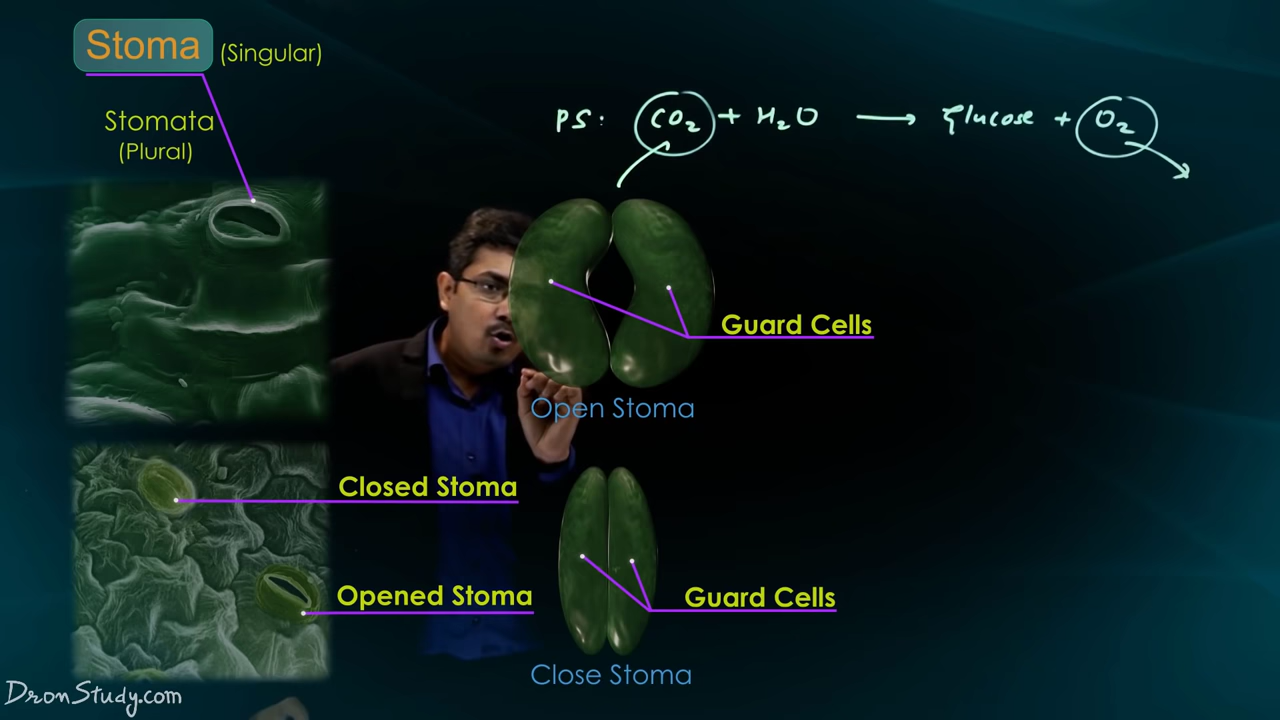 Stoma (Singular)
Stomata
(Plural)
PS: CO₂ + H₂O → Glucose + O₂
Guard Cells
Open Stoma
Closed Stoma
Opened Stoma
Guard Cells
Close Stoma
DronStudy.com